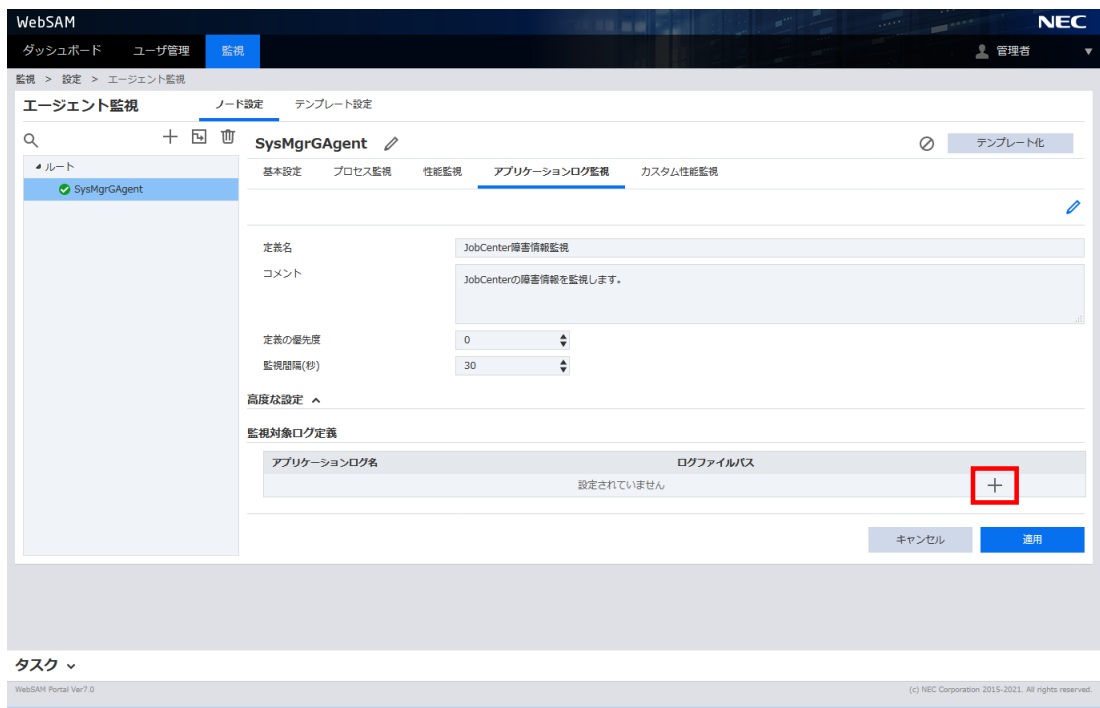 WebSAM
NEC
ダッシュボード ユーザ管理 監視 管理者
監視 > 設定 > エージェント監視
エージェント監視 ノード設定 テンプレート設定
SysMgrGAgent テンプレート化
ルート
SysMgrGAgent
基本設定 プロセス監視 性能監視 アプリケーションログ監視 カスタム性能監視
定義名 JobCenter障害情報監視
コメント JobCenterの障害情報を監視します。
定義の優先度 0
監視間隔(秒) 30
高度な設定
監視対象ログ定義
アプリケーションログ名 ログファイルパス
設定されていません
キャンセル 適用
タスク
WebSAM Portal Ver7.0 (c) NEC Corporation 2015-2021. All rights reserved.